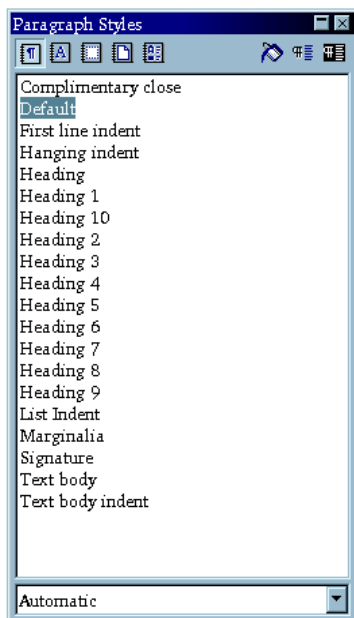 Paragraph Styles
Complimentary close
Default
First line indent
Hanging indent
Heading
Heading 1
Heading 10
Heading 2
Heading 3
Heading 4
Heading 5
Heading 6
Heading 7
Heading 8
Heading 9
List Indent
Marginalia
Signature
Text body
Text body indent
Automatic